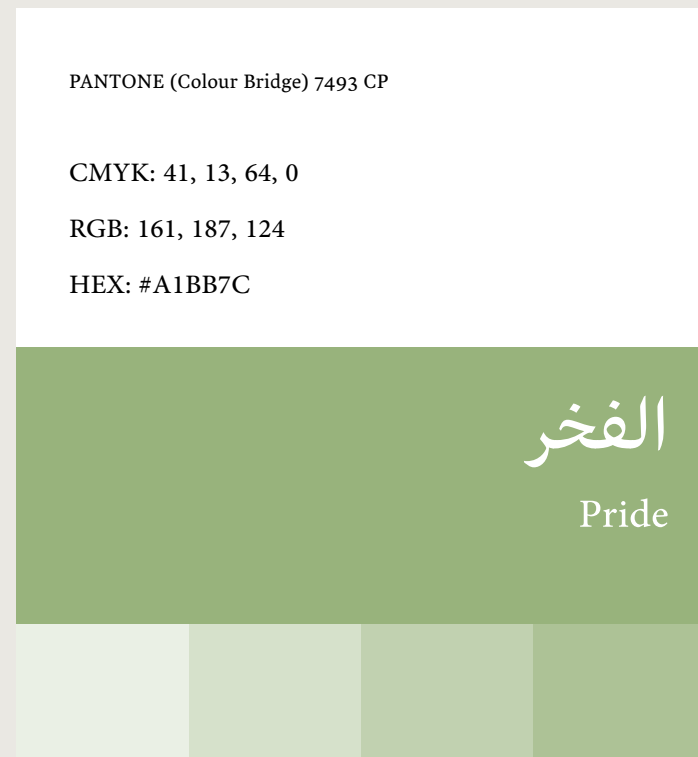 PANTONE (Colour Bridge) 7493 CP
CMYK: 41, 13, 64, 0
RGB: 161, 187, 124
HEX: #A1BB7C
الفخر
Pride